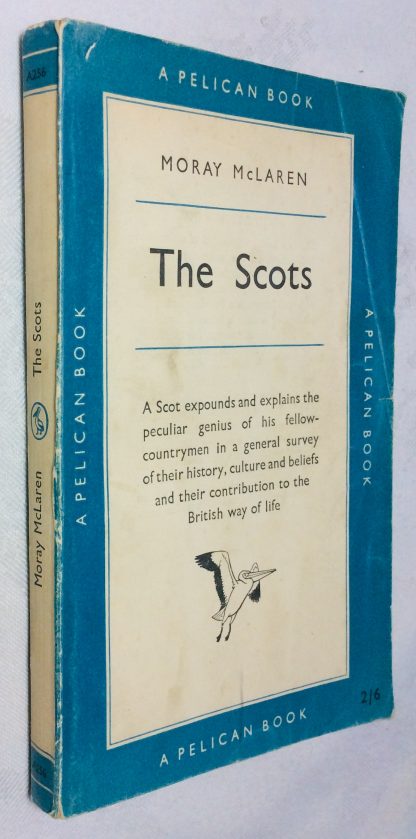 A256
The Scots
Moray McLaren
A256
A PELICAN BOOK
A PELICAN BOOK
MORAY McLAREN
The Scots
A Scot expounds and explains the
peculiar genius of his fellow-
countrymen in a general survey
of their history, culture and beliefs
and their contribution to the
British way of life
A PELICAN BOOK
2/6
A PELICAN BOOK